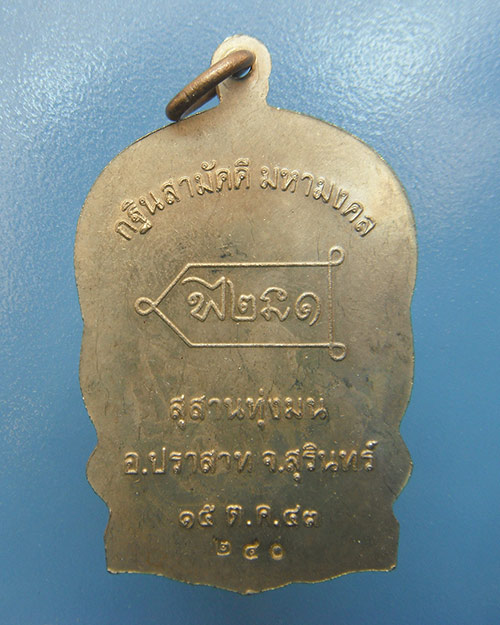 กฐินสามัคคี มหามงคล
สุสานทุ่งมน
อ.ปราสาท จ.สุรินทร์
๑๕ ต.ค.๔๓
๒๔๐